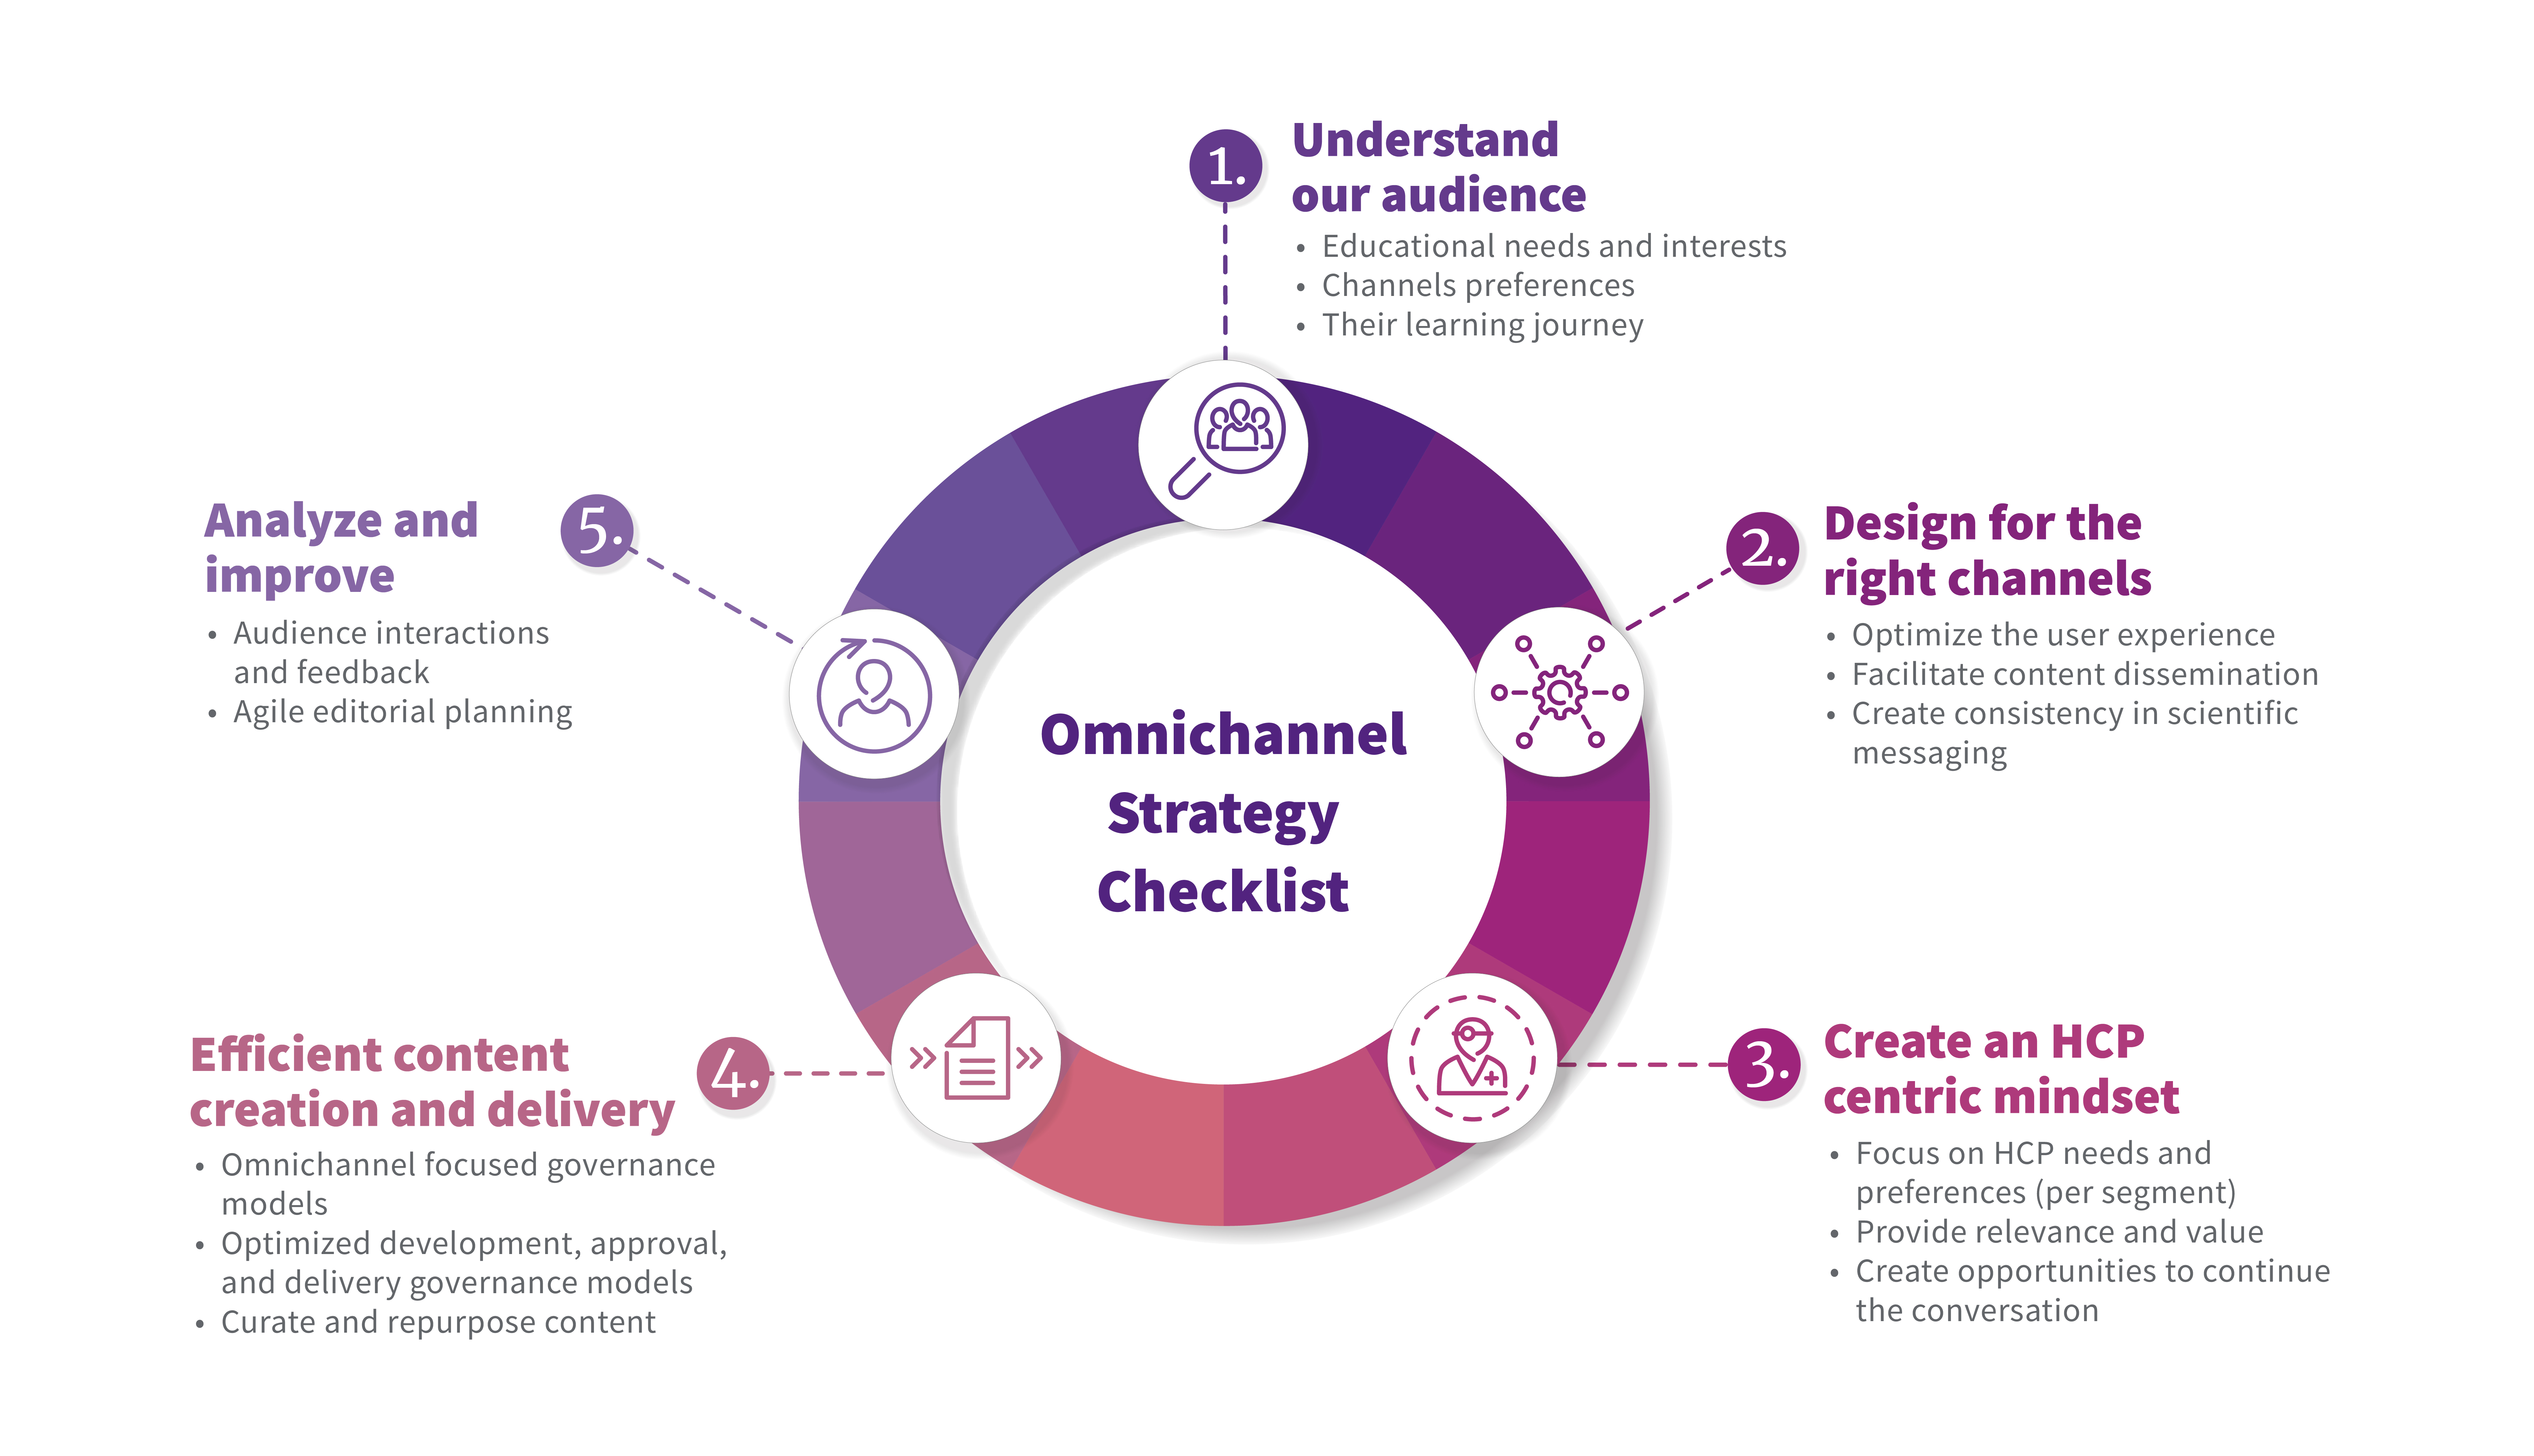 1.
Understand
our audience
• Educational needs and interests
• Channels preferences
• Their learning journey
2.
Design for the
right channels
• Optimize the user experience
• Facilitate content dissemination
• Create consistency in scientific
messaging
3.
Create an HCP
centric mindset
• Focus on HCP needs and
preferences (per segment)
• Provide relevance and value
• Create opportunities to continue
the conversation
4.
Efficient content
creation and delivery
• Omnichannel focused governance
models
• Optimized development, approval,
and delivery governance models
• Curate and repurpose content
5.
Analyze and
improve
• Audience interactions
and feedback
• Agile editorial planning
Omnichannel
Strategy
Checklist